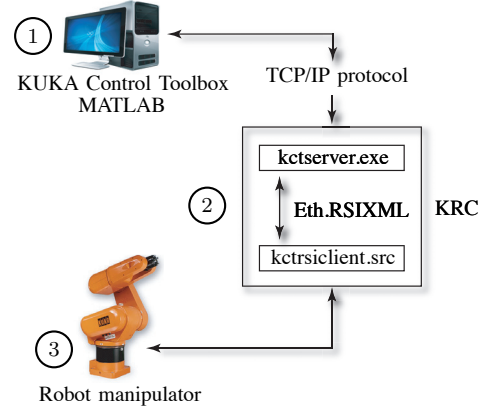 1
KUKA Control Toolbox
MATLAB
TCP/IP protocol
kctserver.exe
2
Eth.RSIXML
KRC
kctrsiclient.src
3
Robot manipulator